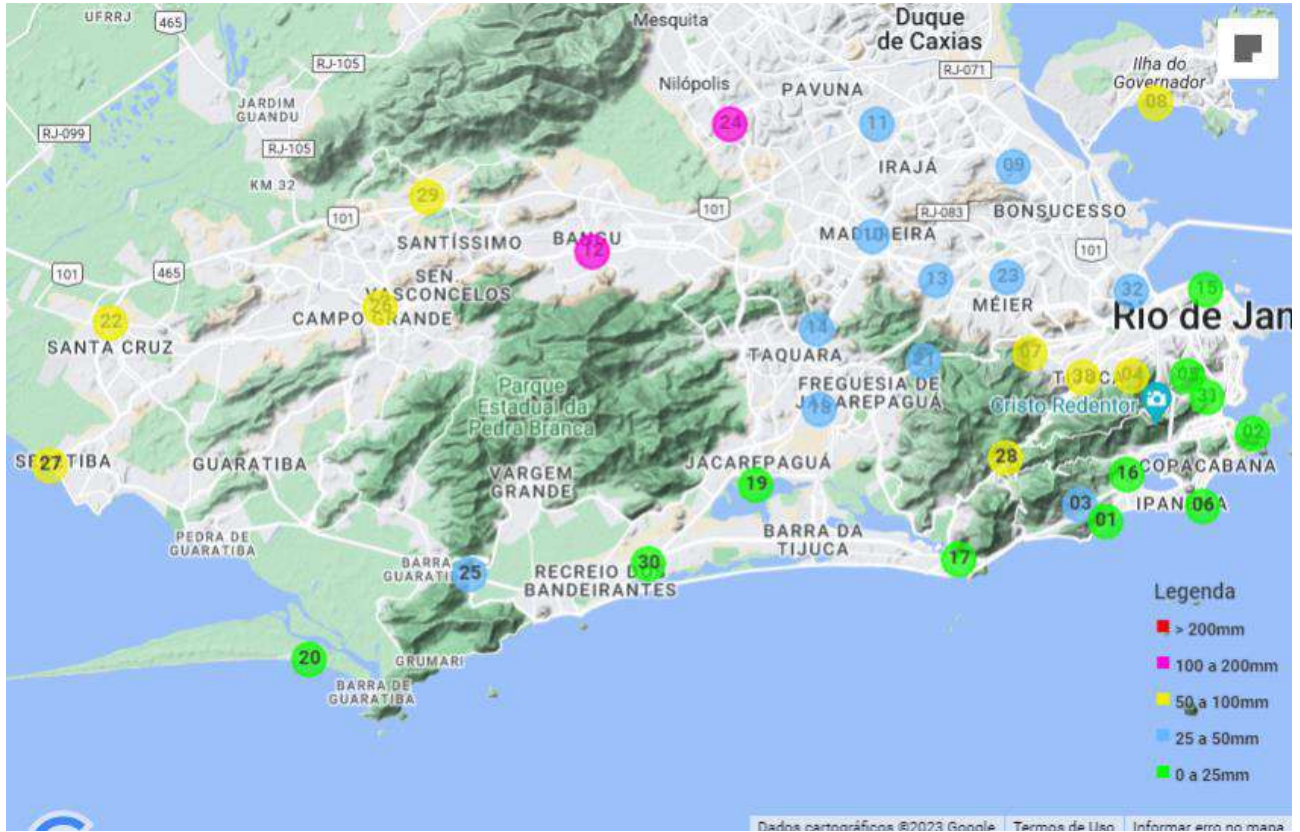 UFRRJ
465
Mesquita
Duque
de Caxias
RJ-105
RJ-071
Ilha do
Governador
Nilópolis
PAVUNA
08
JARDIM
GUANDU
24
11
RJ-099
RJ-105
IRAJÁ
09
KM 32
29
101
101
RJ-083
BONSUCESSO
SANTÍSSIMO
BANGU
12
MADUREIRA
10
101
101
465
SEN.
VASCONCELOS
13
23
32
15
MÉIER
22
CAMPO GRANDE
Rio de Jan
SANTA CRUZ
14
TAQUARA
07
Parque
Estadual da
Pedra Branca
FREGUESIA DE
JACAREPAGUÁ
38
04
31
Cristo Redentor
02
27
GUARATIBA
JACAREPAGUÁ
28
COPACABANA
VARGEM
GRANDE
19
16
03
01
06
PEDRA DE
GUARATIBA
BARRA DA
TIJUCA
BARRA
25
RECREIO DOS
BANDEIRANTES
30
17
20
GRUMARI
BARRA DE
GUARATIBA
Legenda
> 200mm
100 a 200mm
50 a 100mm
25 a 50mm
0 a 25mm
Dados cartográficos ©2023 Google
Termos de Uso
Informar erro no mapa